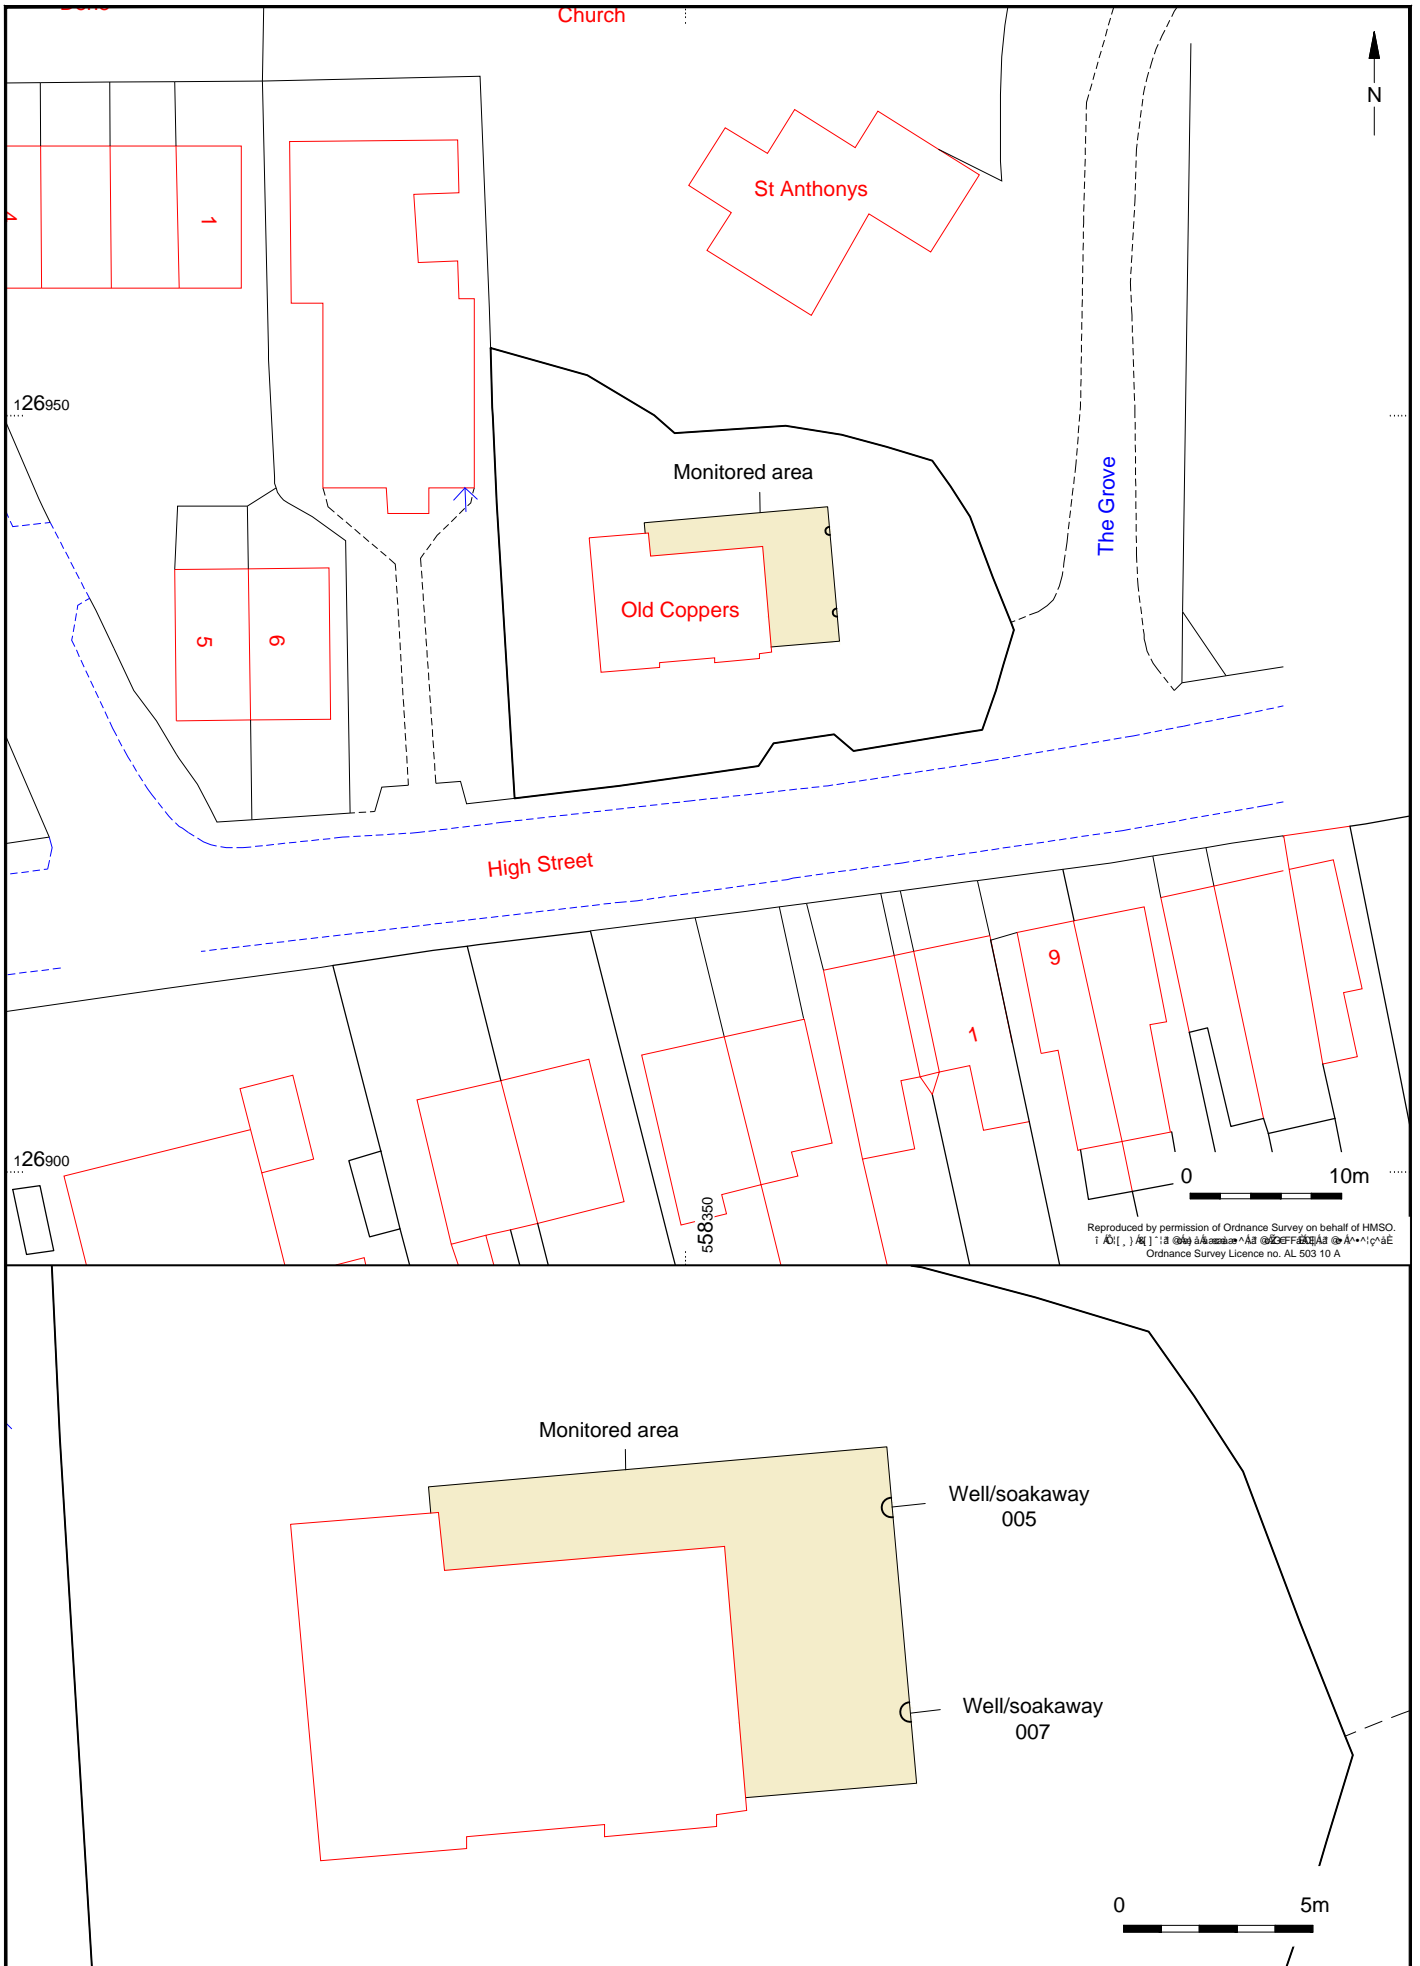 Church
N
St Anthonys
4
1
126950
Monitored area
The Grove
Old Coppers
5
6
High Street
9
1
126900
558350
0 10m
Reproduced by permission of Ordnance Survey on behalf of HMSO.
Ordnance Survey Licence no. AL 503 10 A
Monitored area
Well/soakaway
005
Well/soakaway
007
0 5m